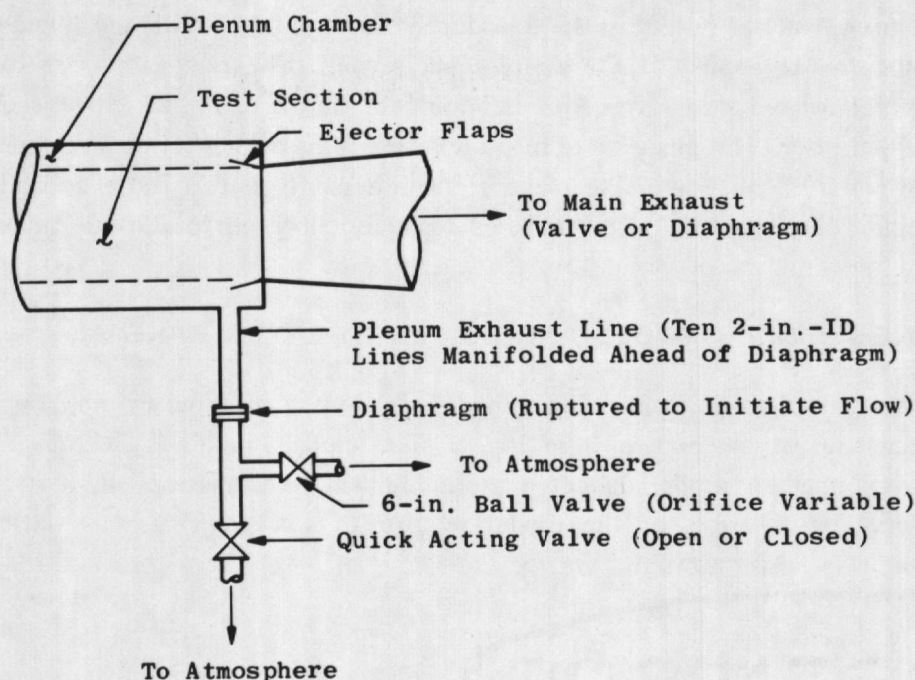 Plenum Chamber
Test Section
Ejector Flaps
To Main Exhaust
(Valve or Diaphragm)
Plenum Exhaust Line (Ten 2-in.-ID
Lines Manifolded Ahead of Diaphragm)
Diaphragm (Ruptured to Initiate Flow)
To Atmosphere
6-in. Ball Valve (Orifice Variable)
Quick Acting Valve (Open or Closed)
To Atmosphere